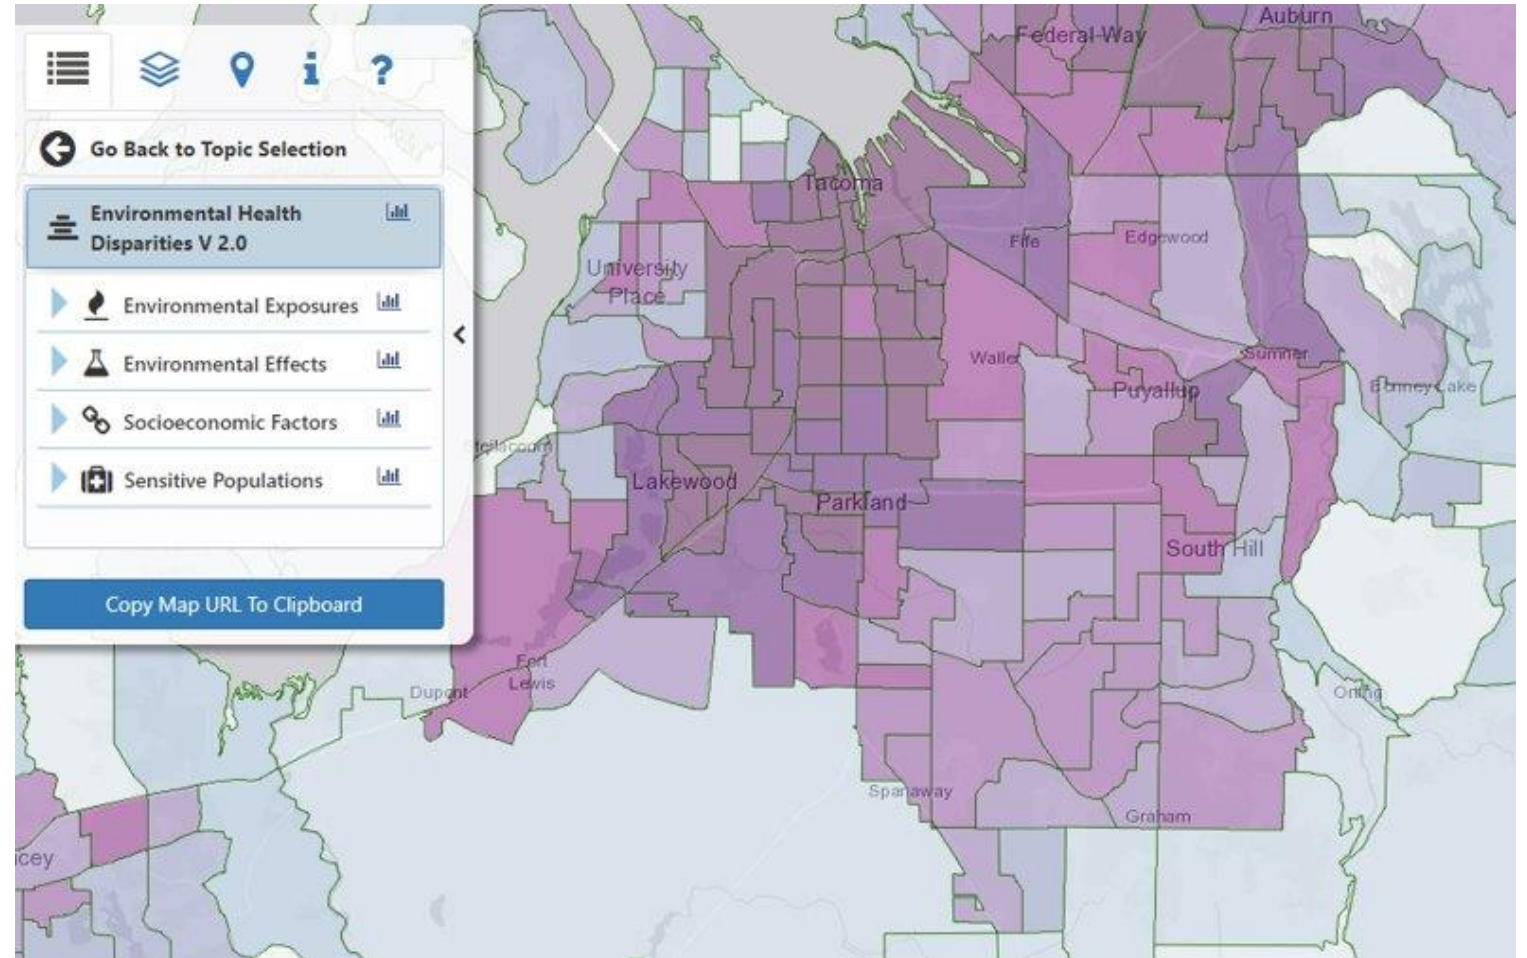 Go Back to Topic Selection
Environmental Health
Disparities V 2.0
Environmental Exposures
Environmental Effects
Socioeconomic Factors
Sensitive Populations
Copy Map URL To Clipboard
Auburn
Federal Way
Tacoma
Fife
Edgewood
University
Place
Waller
Sumner
Puyallup
Bonney Lake
Steilacoom
Lakewood
Parkland
South Hill
Fort
Lewis
Dupont
Orting
Spanaway
Graham
cey